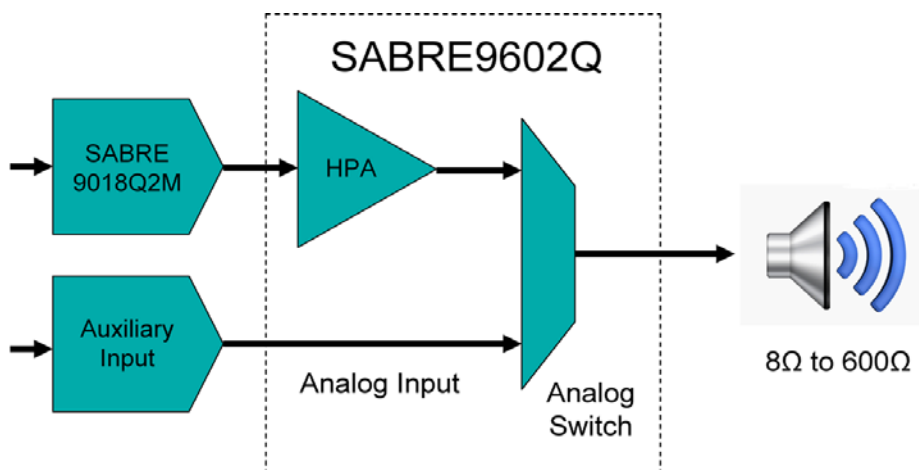 SABRE9602Q
SABRE
9018Q2M
HPA
Auxiliary
Input
Analog Input
Analog
Switch
8Ω to 600Ω